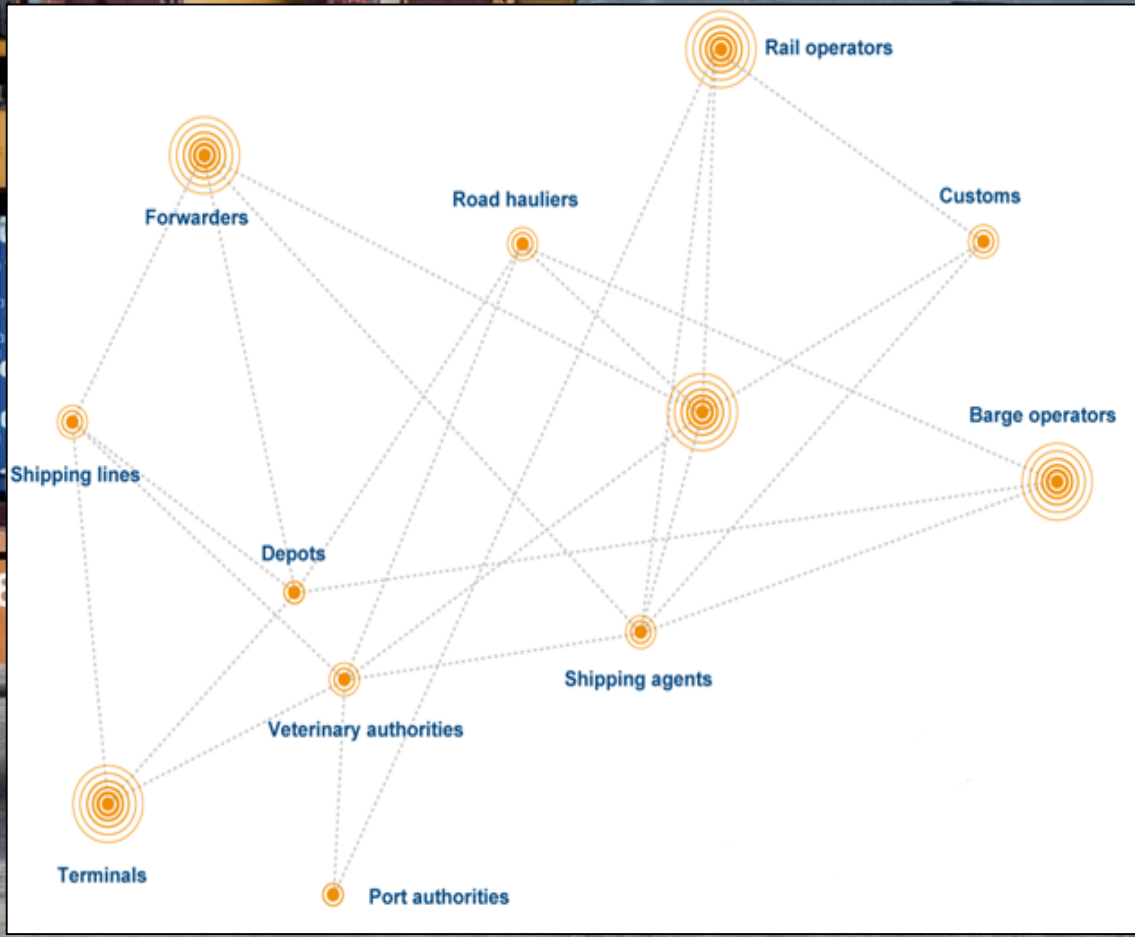 Rail operators
Forwarders
Road hauliers
Customs
Barge operators
Shipping lines
Depots
Shipping agents
Veterinary authorities
Terminals
Port authorities